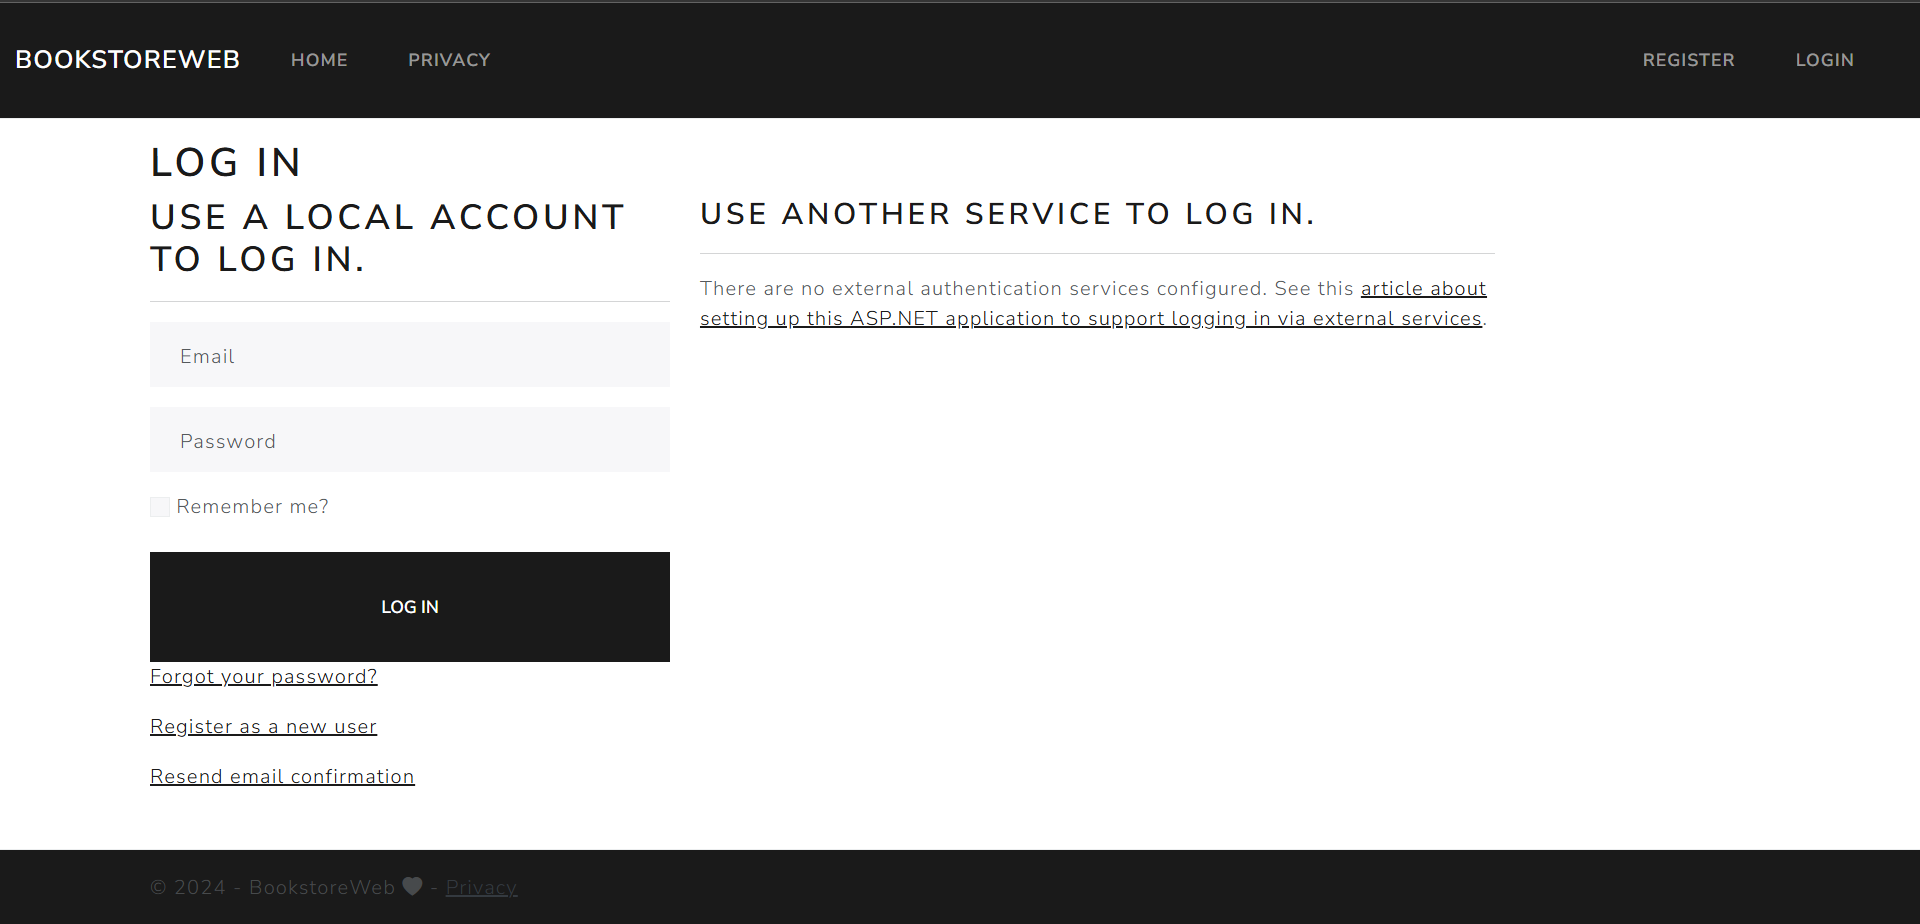 BOOKSTOREWEB HOME PRIVACY REGISTER LOGIN
LOG IN
USE A LOCAL ACCOUNT
TO LOG IN.
Email
Password
Remember me?
LOG IN
Forgot your password?
Register as a new user
Resend email confirmation
USE ANOTHER SERVICE TO LOG IN.
There are no external authentication services configured. See this article about
setting up this ASP.NET application to support logging in via external services.
© 2024 - BookstoreWeb 🖤 - Privacy